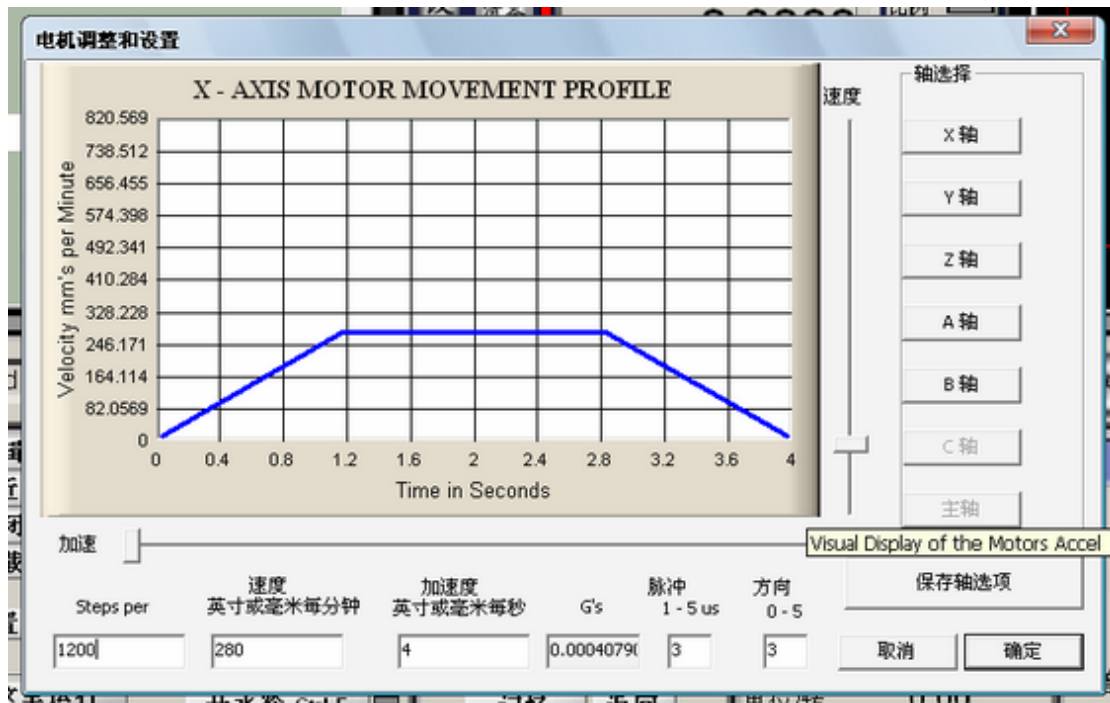 电机调整和设置
X - AXIS MOTOR MOVEMENT PROFILE
Velocity mm's per Minute
820.569
738.512
656.455
574.398
492.341
410.284
328.228
246.171
164.114
82.0569
0
0 0.4 0.8 1.2 1.6 2 2.4 2.8 3.2 3.6 4
Time in Seconds
速度
轴选择
X 轴
Y 轴
Z 轴
A 轴
B 轴
C 轴
主轴
Visual Display of the Motors Accel
加速
保存轴选项
Steps per
速度
英寸或毫米每分钟
加速度
英寸或毫米每秒
G's
脉冲
1 - 5 us
方向
0 - 5
1200
280
4
0.0004079
3
3
取消
确定